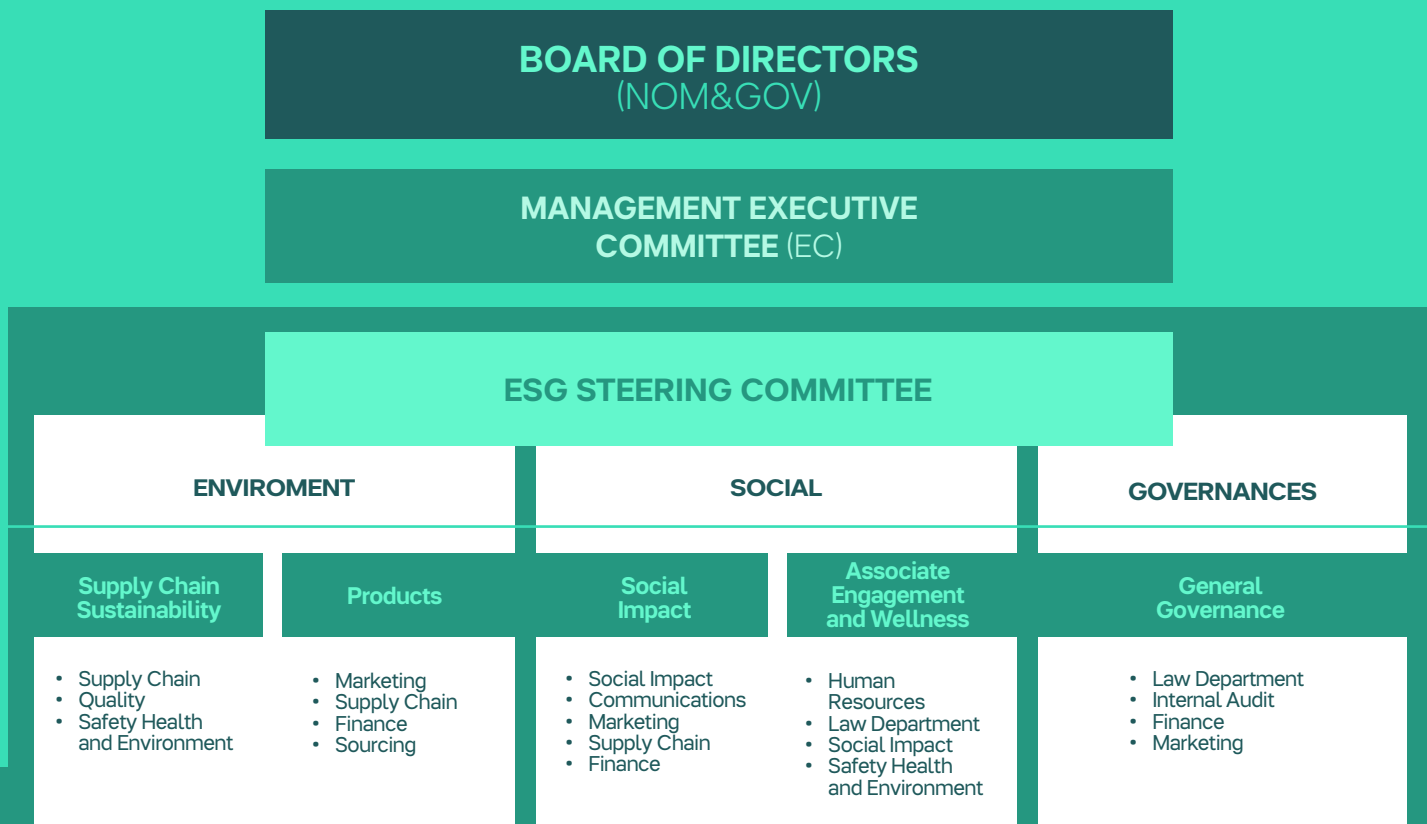 BOARD OF DIRECTORS
(NOM&GOV)
MANAGEMENT EXECUTIVE
COMMITTEE (EC)
ESG STEERING COMMITTEE
ENVIROMENT
SOCIAL
GOVERNANCES
Supply Chain
Sustainability
Products
Social
Impact
Associate
Engagement
and Wellness
General
Governance
• Supply Chain
• Quality
• Safety Health
and Environment
• Marketing
• Supply Chain
• Finance
• Sourcing
• Social Impact
• Communications
• Marketing
• Supply Chain
• Finance
• Human
Resources
• Law Department
• Social Impact
• Safety Health
and Environment
• Law Department
• Internal Audit
• Finance
• Marketing